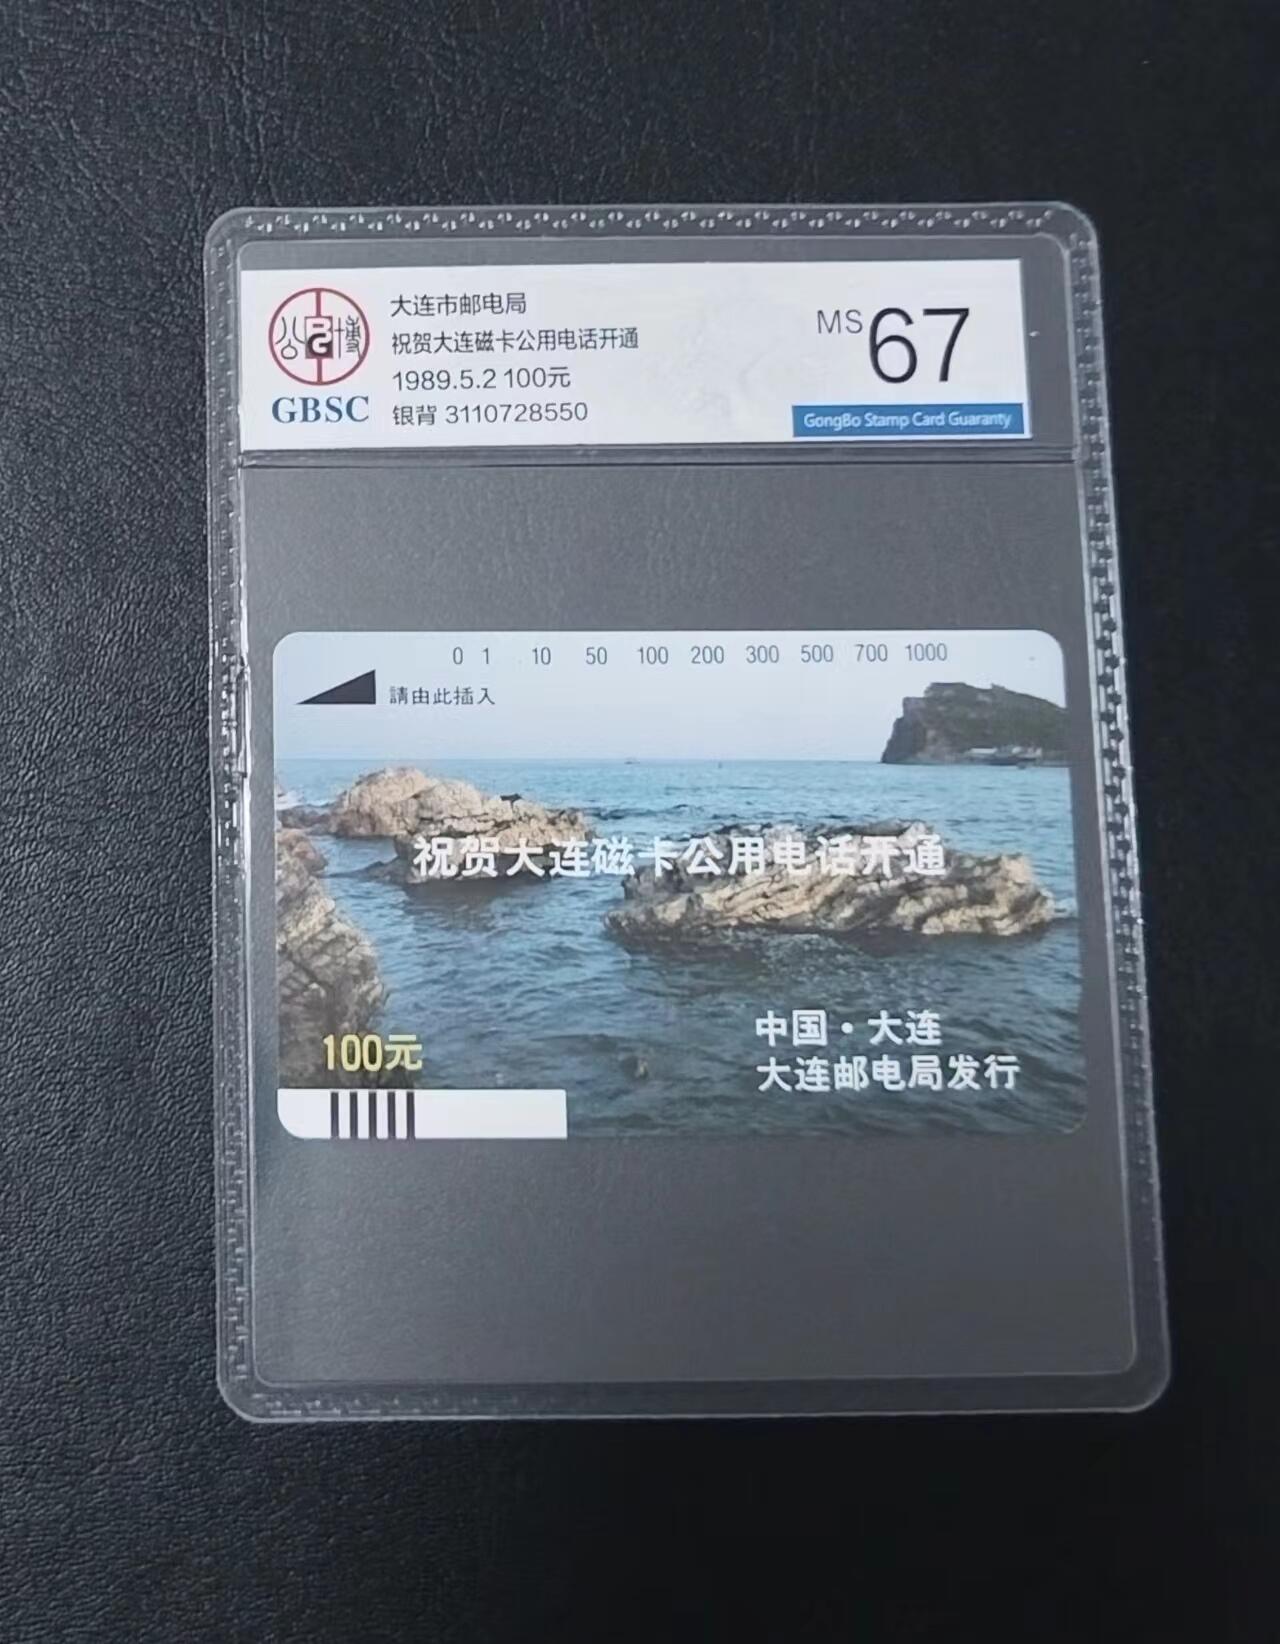 公博
BG
GBSC
大连市邮电局
祝贺大连磁卡公用电话开通
1989.5.2 100元
银背 3110728550
MS 67
GongBo Stamp Card Guaranty
0 1 10 50 100 200 300 500 700 1000
請由此插入
祝贺大连磁卡公用电话开通
100元
中国·大连
大连邮电局发行